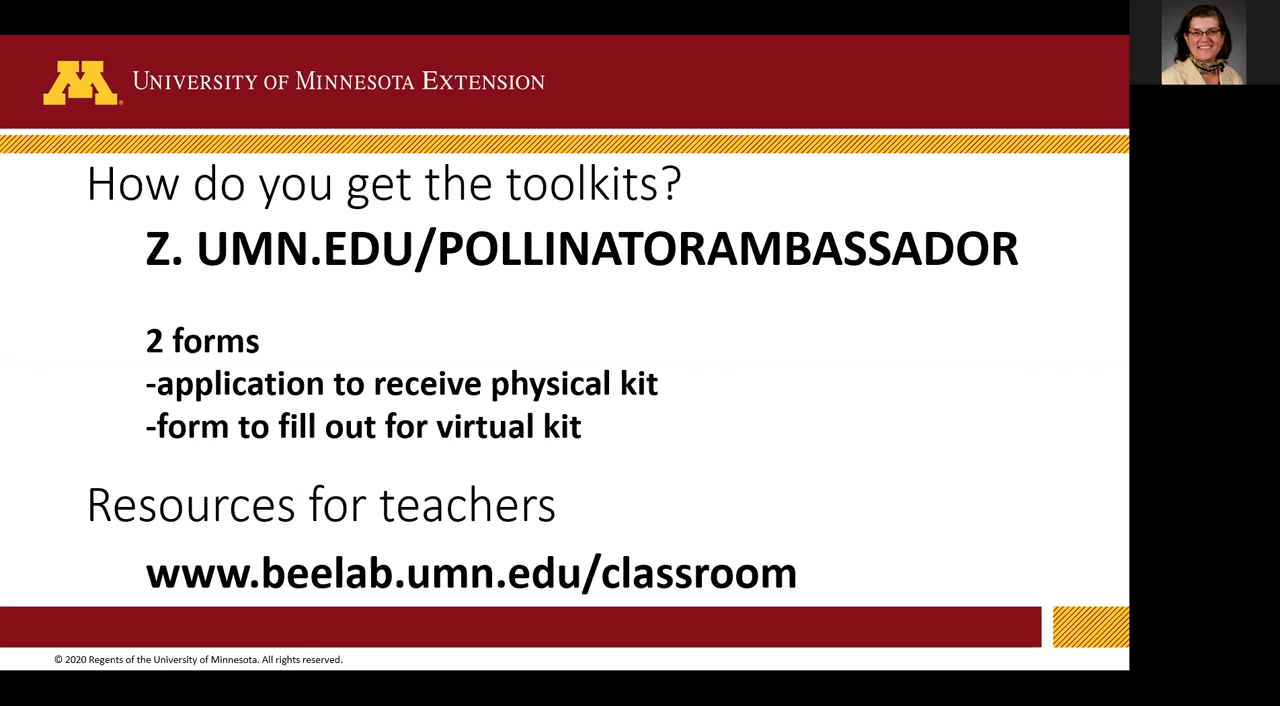 UNIVERSITY OF MINNESOTA EXTENSION
How do you get the toolkits?
Z. UMN.EDU/POLLINATORAMBASSADOR
2 forms
-application to receive physical kit
-form to fill out for virtual kit
Resources for teachers
www.beelab.umn.edu/classroom
© 2020 Regents of the University of Minnesota. All rights reserved.